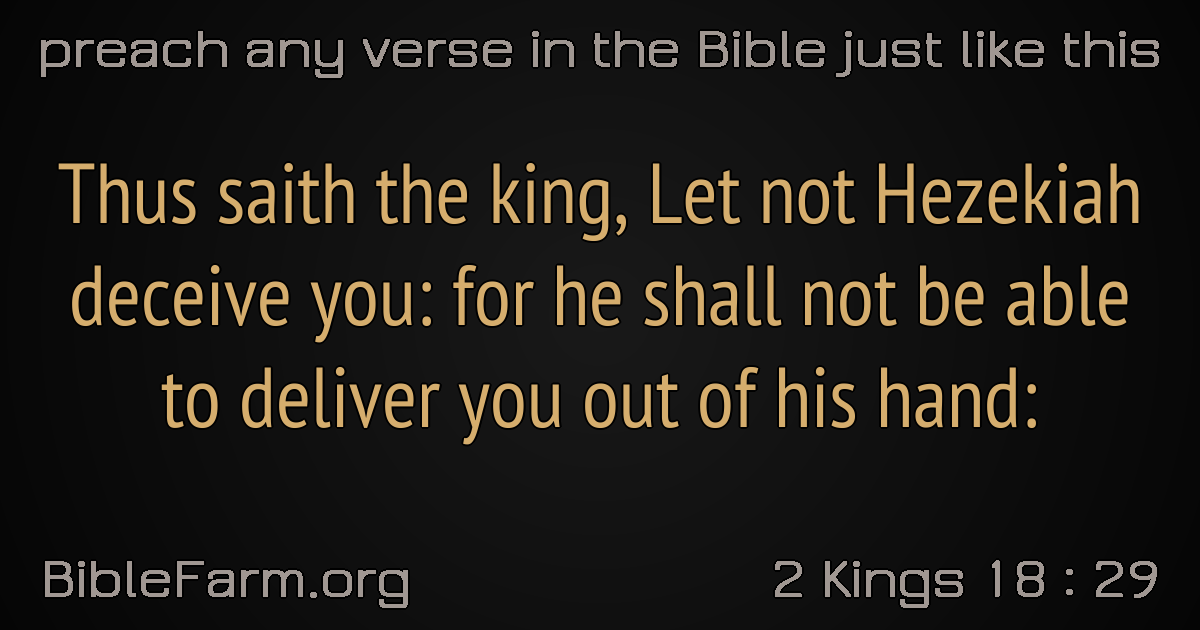 preach any verse in the Bible just like this
Thus saith the king, Let not Hezekiah
deceive you: for he shall not be able
to deliver you out of his hand:
BibleFarm.org
2 Kings 18 : 29